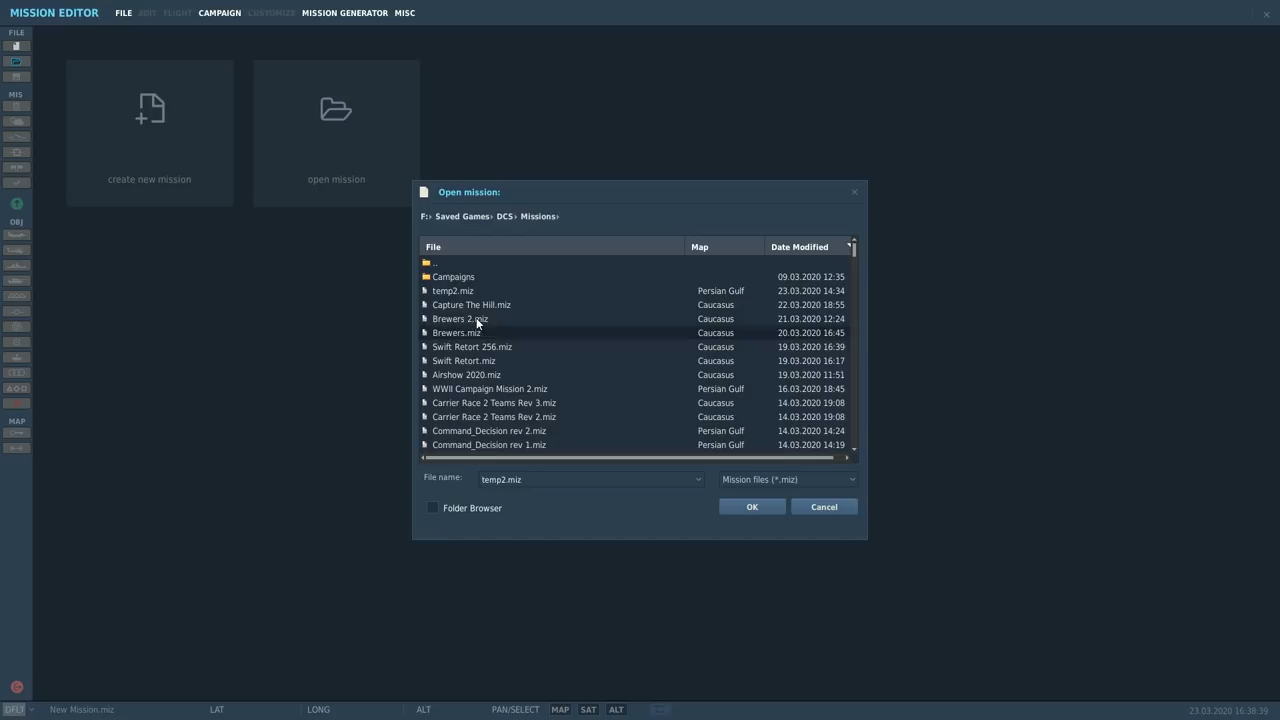 MISSION EDITOR FILE EDIT FLIGHT CAMPAIGN CUSTOMIZE MISSION GENERATOR MISC
FILE
MIS
OBJ
MAP
create new mission
open mission
Open mission:
F:› Saved Games› DCS› Missions›
File Map Date Modified
..
Campaigns 09.03.2020 12:35
temp2.miz Persian Gulf 23.03.2020 14:34
Capture The Hill.miz Caucasus 22.03.2020 18:55
Brewers 2.miz Caucasus 21.03.2020 12:24
Brewers.miz Caucasus 20.03.2020 16:45
Swift Retort 256.miz Caucasus 19.03.2020 16:39
Swift Retort.miz Caucasus 19.03.2020 16:17
Airshow 2020.miz Caucasus 19.03.2020 11:51
WWII Campaign Mission 2.miz Persian Gulf 16.03.2020 18:45
Carrier Race 2 Teams Rev 3.miz Caucasus 14.03.2020 19:08
Carrier Race 2 Teams Rev 2.miz Caucasus 14.03.2020 19:08
Command_Decision rev 2.miz Persian Gulf 14.03.2020 14:24
Command_Decision rev 1.miz Persian Gulf 14.03.2020 14:19
File name: temp2.miz Mission files (*.miz)
Folder Browser OK Cancel
DFLT New Mission.miz LAT LONG ALT PAN/SELECT MAP SAT ALT 23.03.2020 16:38:39